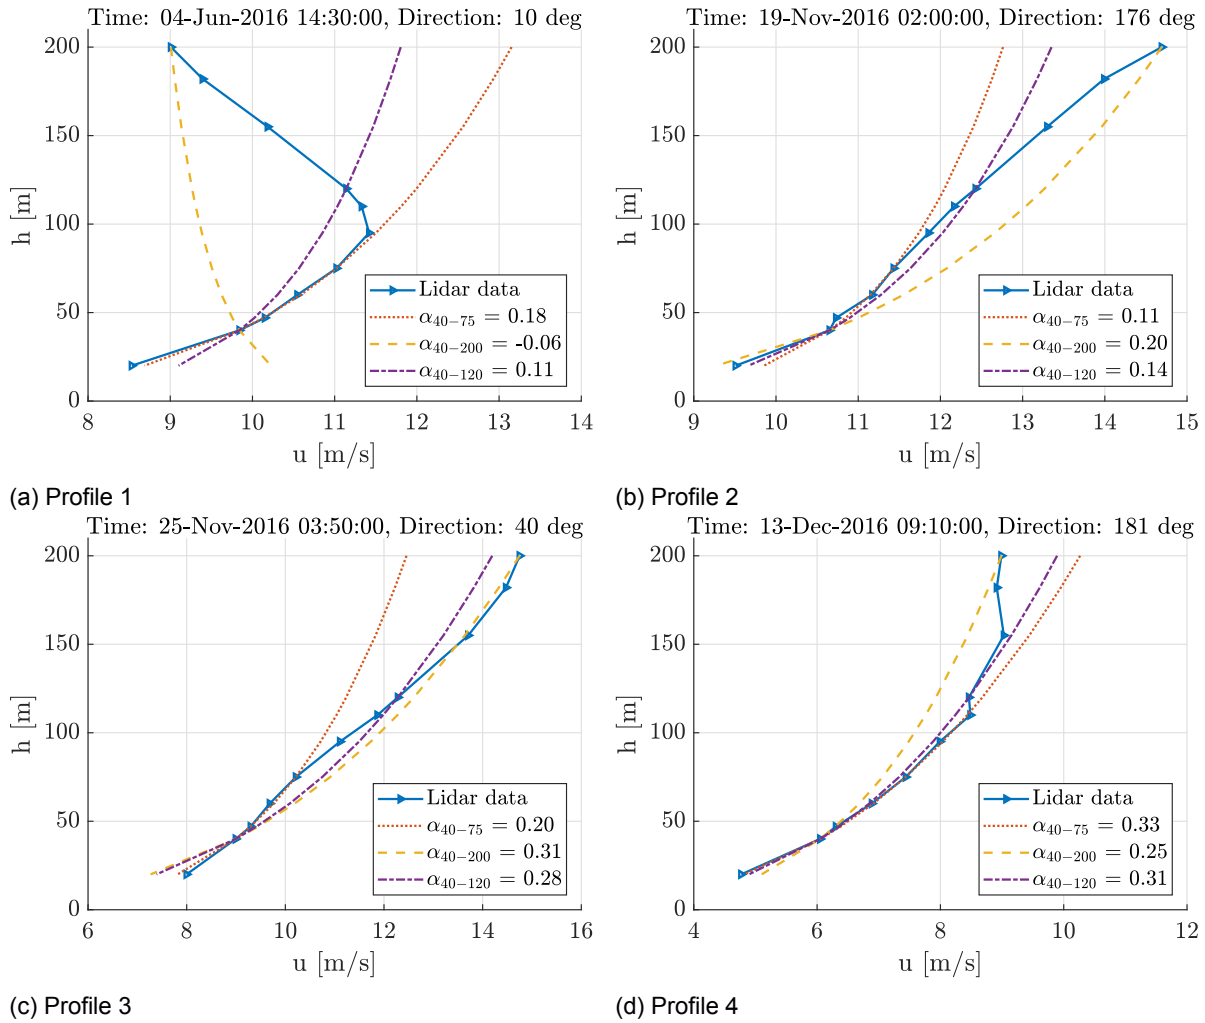 Time: 04-Jun-2016 14:30:00, Direction: 10 deg
200
150
100
50
0
h [m]
8 9 10 11 12 13 14
u [m/s]
Lidar data
α40−75 = 0.18
α40−200 = -0.06
α40−120 = 0.11
(a) Profile 1
Time: 19-Nov-2016 02:00:00, Direction: 176 deg
200
150
100
50
0
h [m]
9 10 11 12 13 14 15
u [m/s]
Lidar data
α40−75 = 0.11
α40−200 = 0.20
α40−120 = 0.14
(b) Profile 2
Time: 25-Nov-2016 03:50:00, Direction: 40 deg
200
150
100
50
0
h [m]
6 8 10 12 14 16
u [m/s]
Lidar data
α40−75 = 0.20
α40−200 = 0.31
α40−120 = 0.28
(c) Profile 3
Time: 13-Dec-2016 09:10:00, Direction: 181 deg
200
150
100
50
0
h [m]
4 6 8 10 12
u [m/s]
Lidar data
α40−75 = 0.33
α40−200 = 0.25
α40−120 = 0.31
(d) Profile 4